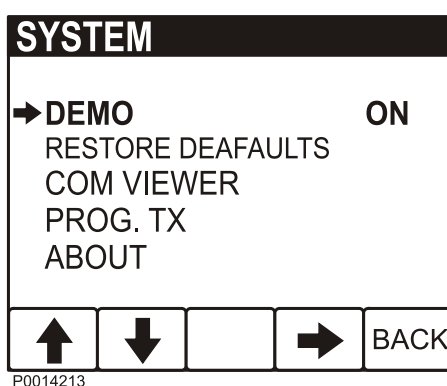 SYSTEM
DEMO ON
RESTORE DEAFAULTS
COM VIEWER
PROG. TX
ABOUT
BACK
P0014213